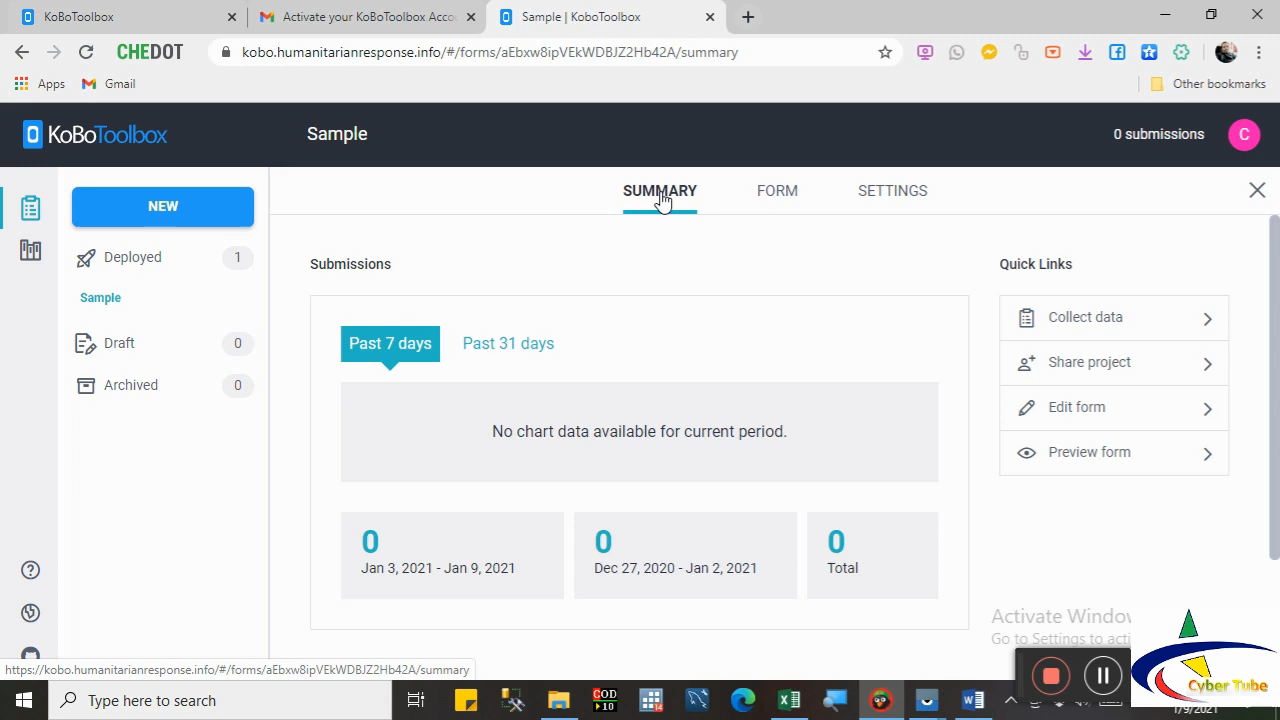 KoBoToolbox
Activate your KoBoToolbox Acco
Sample | KoboToolbox
CHEDOT
kobo.humanitarianresponse.info/#/forms/aEbxw8ipVEkWDBJZ2Hb42A/summary
Apps
Gmail
Other bookmarks
KoBoToolbox
Sample
0 submissions
C
NEW
Deployed
1
Sample
Draft
0
Archived
0
SUMMARY
FORM
SETTINGS
Submissions
Past 7 days
Past 31 days
No chart data available for current period.
0
Jan 3, 2021 - Jan 9, 2021
0
Dec 27, 2020 - Jan 2, 2021
0
Total
Quick Links
Collect data
Share project
Edit form
Preview form
Activate Window
Go to Settings to acti
https://kobo.humanitarianresponse.info/#/forms/aEbxw8ipVEkWDBJZ2Hb42A/summary
Type here to search
COD
10
14
Cyber Tube
1/9/2021